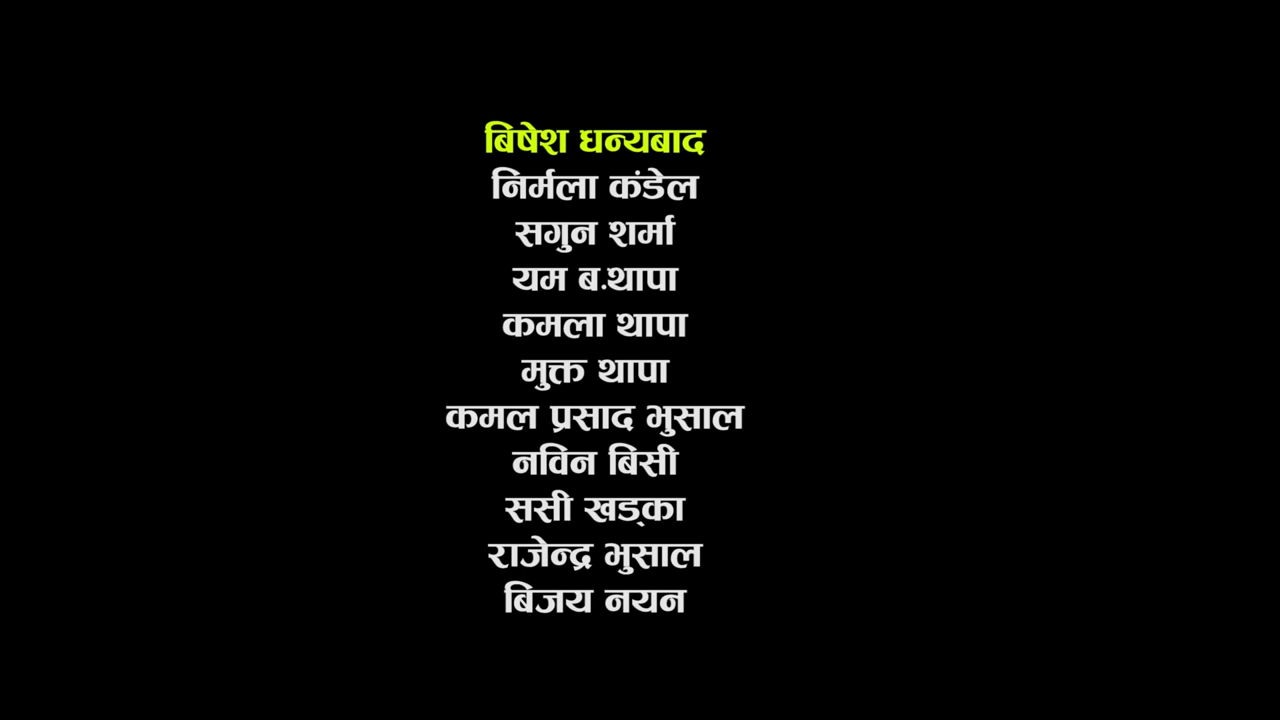 बिषेश धन्यबाद
निर्मला कंडेल
सगुन शर्मा
यम ब.थापा
कमला थापा
मुक्त थापा
कमल प्रसाद भुसाल
नविन बिसी
ससी खड्का
राजेन्द्र भुसाल
बिजय नयन